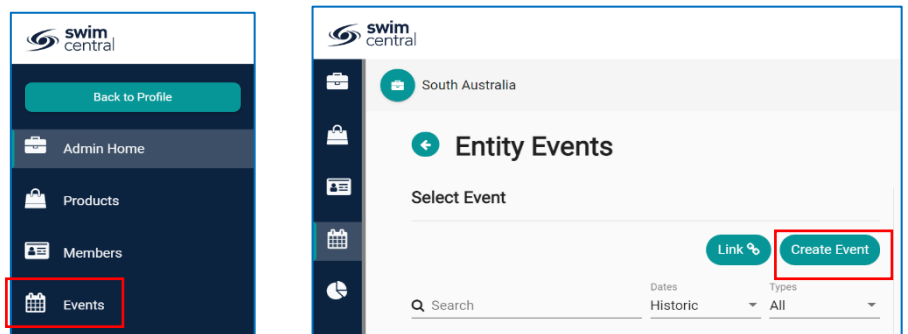 swim
central
Back to Profile
Admin Home
Products
Members
Events
swim
central
South Australia
Entity Events
Select Event
Link Create Event
Dates Types
Search Historic All